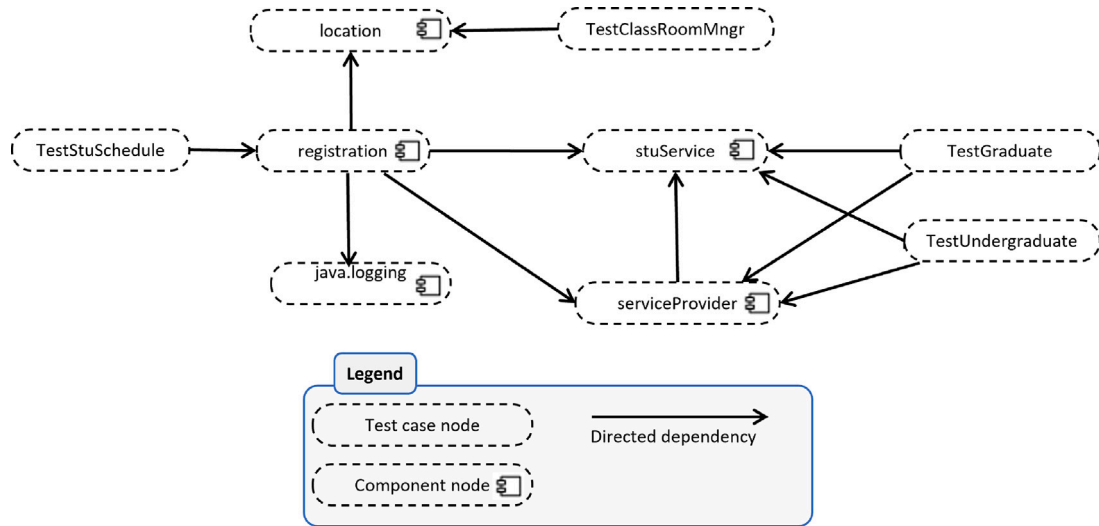 location
TestClassRoomMngr
TestStuSchedule
registration
stuService
TestGraduate
TestUndergraduate
java.logging
serviceProvider
Legend
Test case node
Directed dependency
Component node